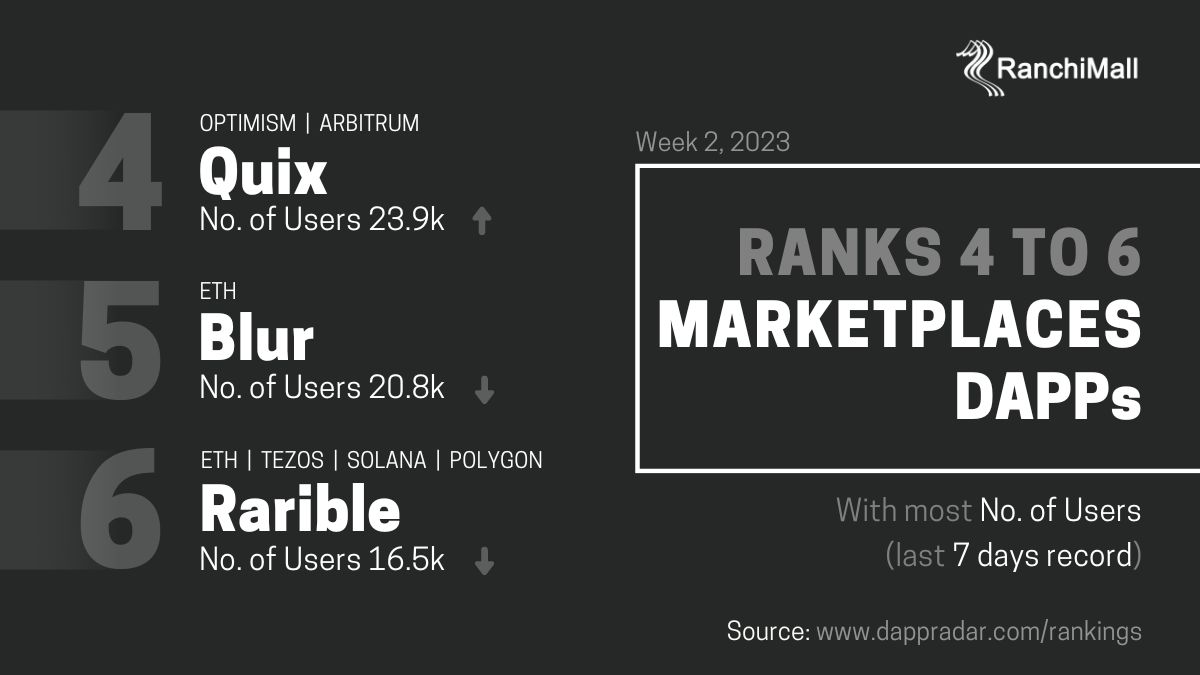 RanchiMall
4
OPTIMISM | ARBITRUM
Quix
No. of Users 23.9k
5
ETH
Blur
No. of Users 20.8k
6
ETH | TEZOS | SOLANA | POLYGON
Rarible
No. of Users 16.5k
Week 2, 2023
RANKS 4 TO 6
MARKETPLACES
DAPPs
With most No. of Users
(last 7 days record)
Source: www.dappradar.com/rankings